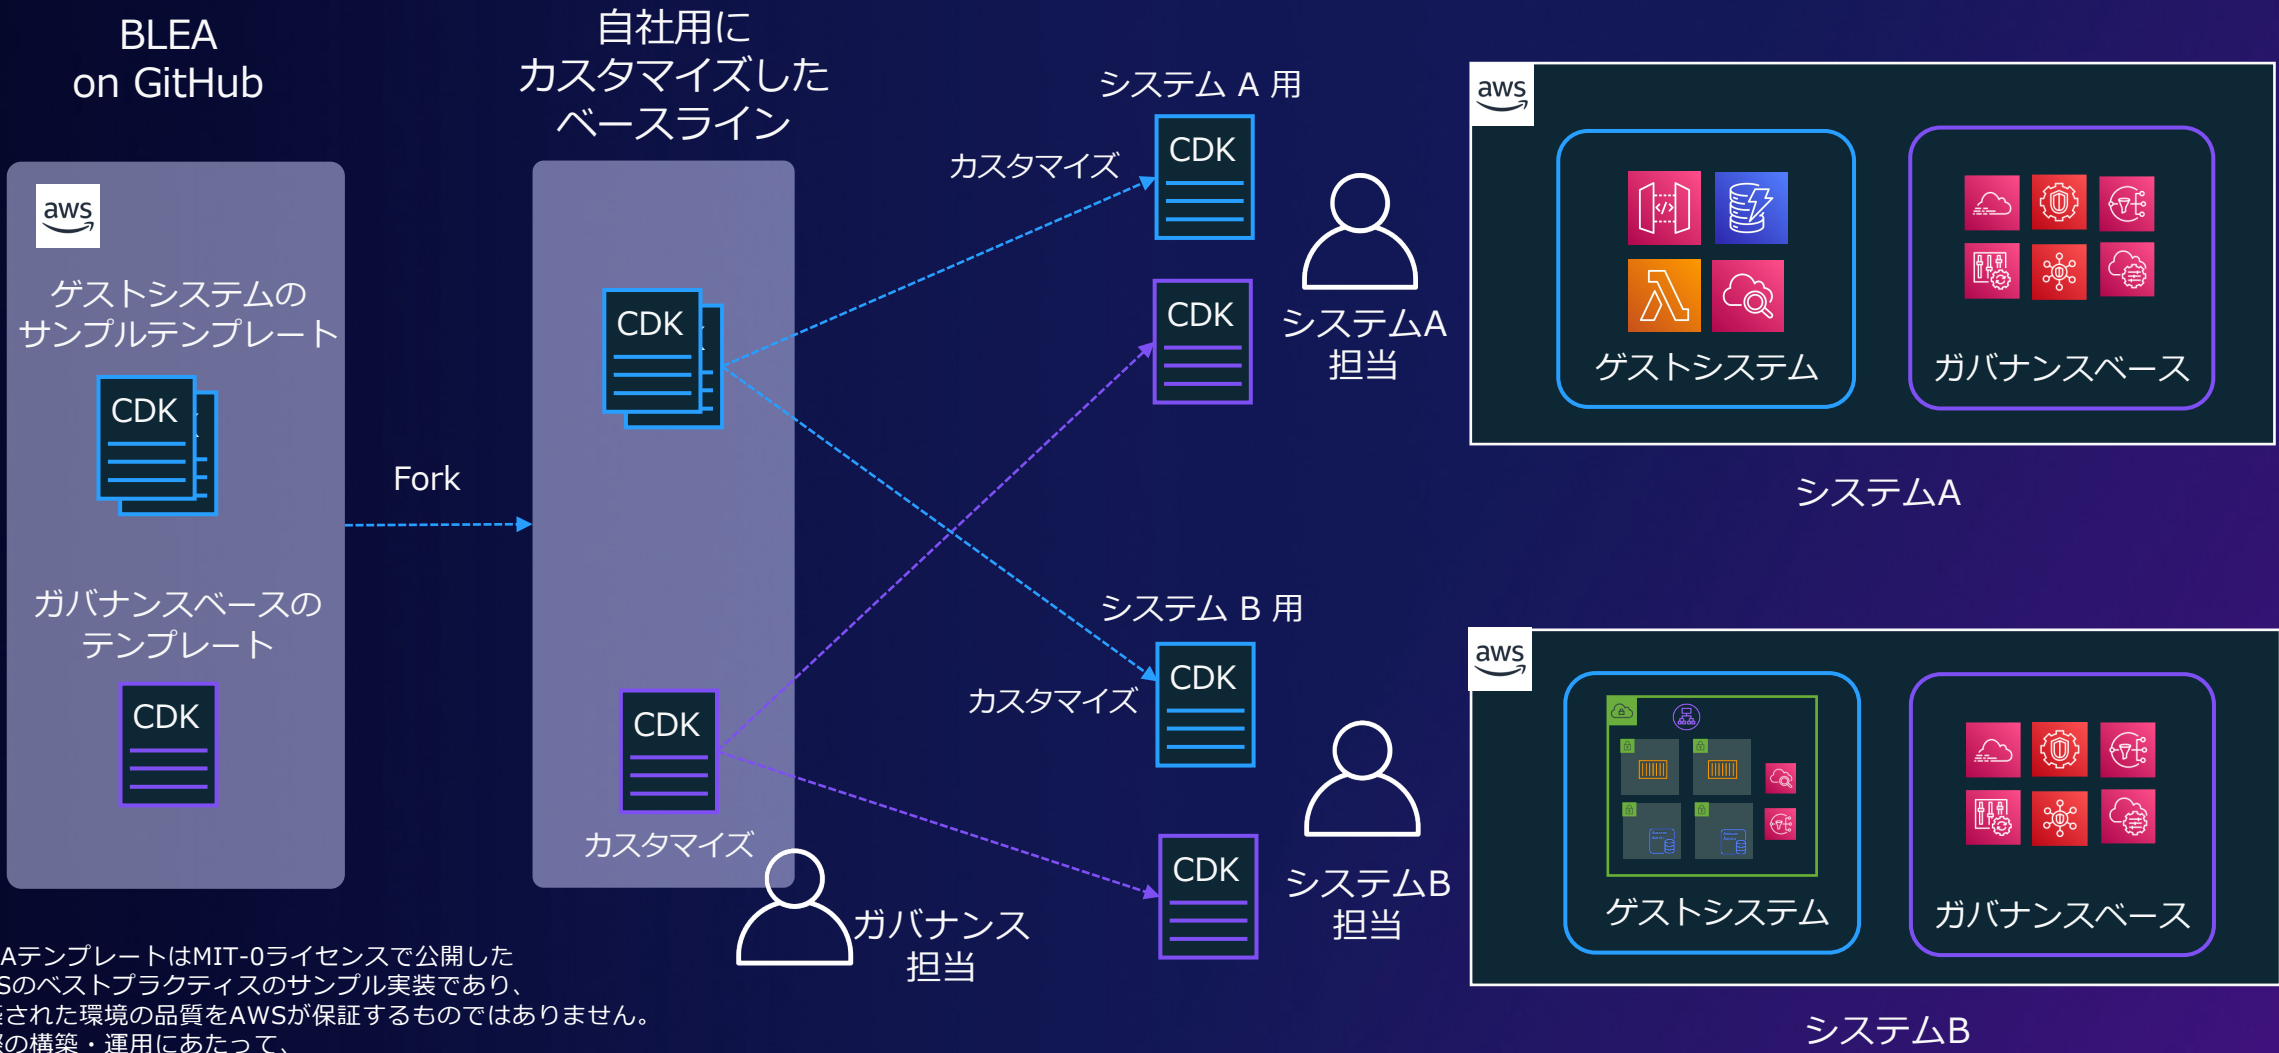 BLEA
on GitHub
aws
ゲストシステムの
サンプルテンプレート
CDK
ガバナンスベースの
テンプレート
CDK
Fork
自社用に
カスタマイズした
ベースライン
CDK
CDK
カスタマイズ
ガバナンス
担当
システム A 用
カスタマイズ
CDK
CDK
システムA
担当
システム B 用
カスタマイズ
CDK
CDK
システムB
担当
aws
ゲストシステム
ガバナンスベース
システムA
aws
ゲストシステム
ガバナンスベース
システムB
AテンプレートはMIT-0ライセンスで公開した
Sのベストプラクティスのサンプル実装であり、
された環境の品質をAWSが保証するものではありません。
の構築・運用にあたって、